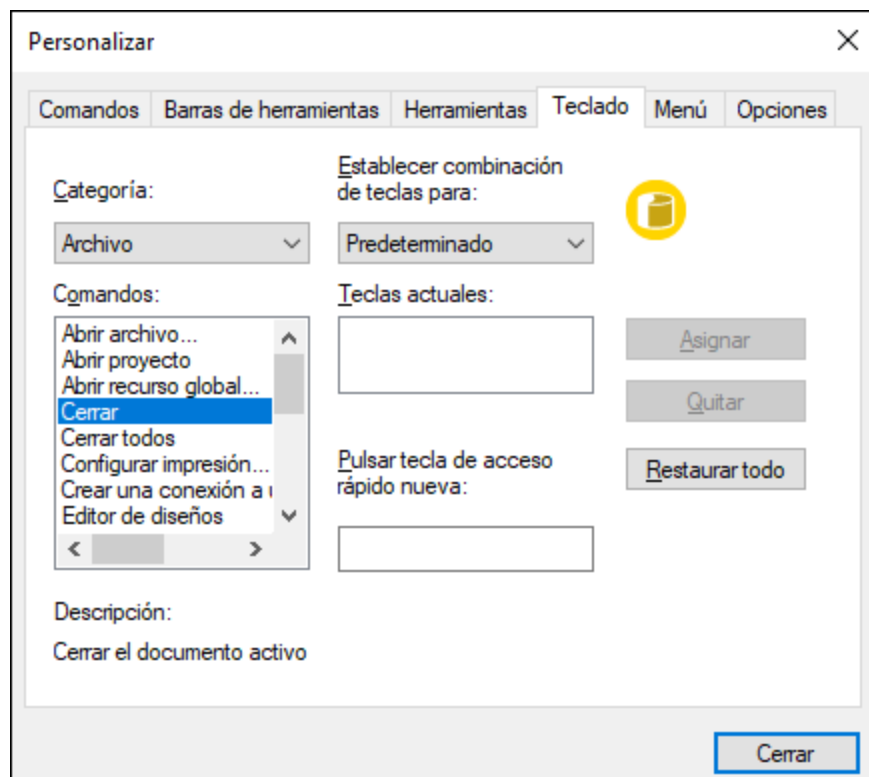 Personalizar
Comandos
Barras de herramientas
Herramientas
Teclado
Menú
Opciones
Categoría:
Establecer combinación
de teclas para:
Archivo
Predeterminado
Comandos:
Teclas actuales:
Abrir archivo...
Abrir proyecto
Abrir recurso global...
Cerrar
Cerrar todos
Configurar impresión...
Crear una conexión a
Editor de diseños
Asignar
Quitar
Pulsar tecla de acceso
rápido nueva:
Restaurar todo
Descripción:
Cerrar el documento activo
Cerrar